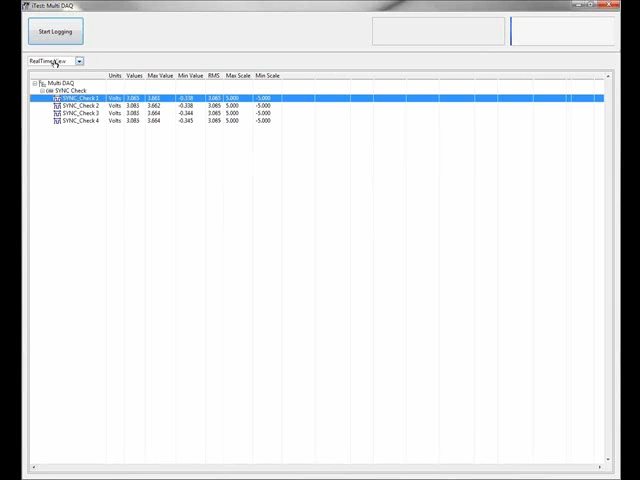 iTest: Multi DAQ
Start Logging
RealTime View
Units Values Max Value Min Value RMS Max Scale Min Scale
Multi DAQ
SYNC Check
SYNC_Check 1 Volts 3.065 3.661 -0.338 3.065 5.000 -5.000
SYNC_Check 2 Volts 3.083 3.662 -0.338 3.065 5.000 -5.000
SYNC_Check 3 Volts 3.083 3.664 -0.344 3.065 5.000 -5.000
SYNC_Check 4 Volts 3.083 3.664 -0.345 3.065 5.000 -5.000